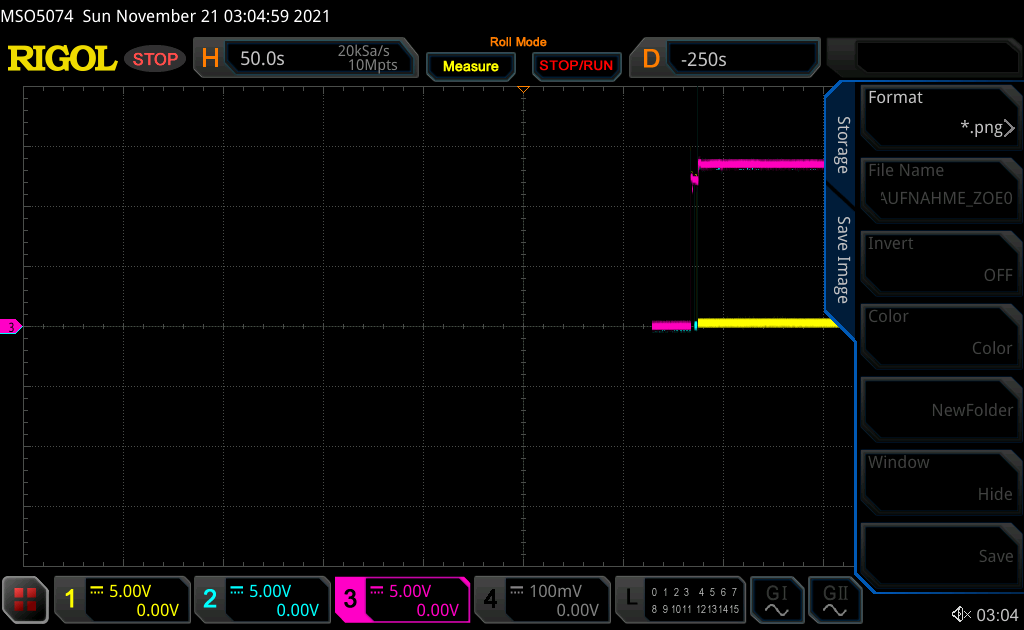 MSO5074 Sun November 21 03:04:59 2021
RIGOL STOP H 50.0s 20kSa/s 10Mpts Roll Mode Measure STOP/RUN D -250s
Storage
Save Image
Format
*.png
File Name
AUFNAHME_ZOE0
Invert
OFF
Color
Color
NewFolder
Window
Hide
Save
3
1 5.00V 0.00V
2 5.00V 0.00V
3 5.00V 0.00V
4 100mV 0.00V
L 0 1 2 3 4 5 6 7
8 9 10 11 12 13 14 15
GI
GII
03:04